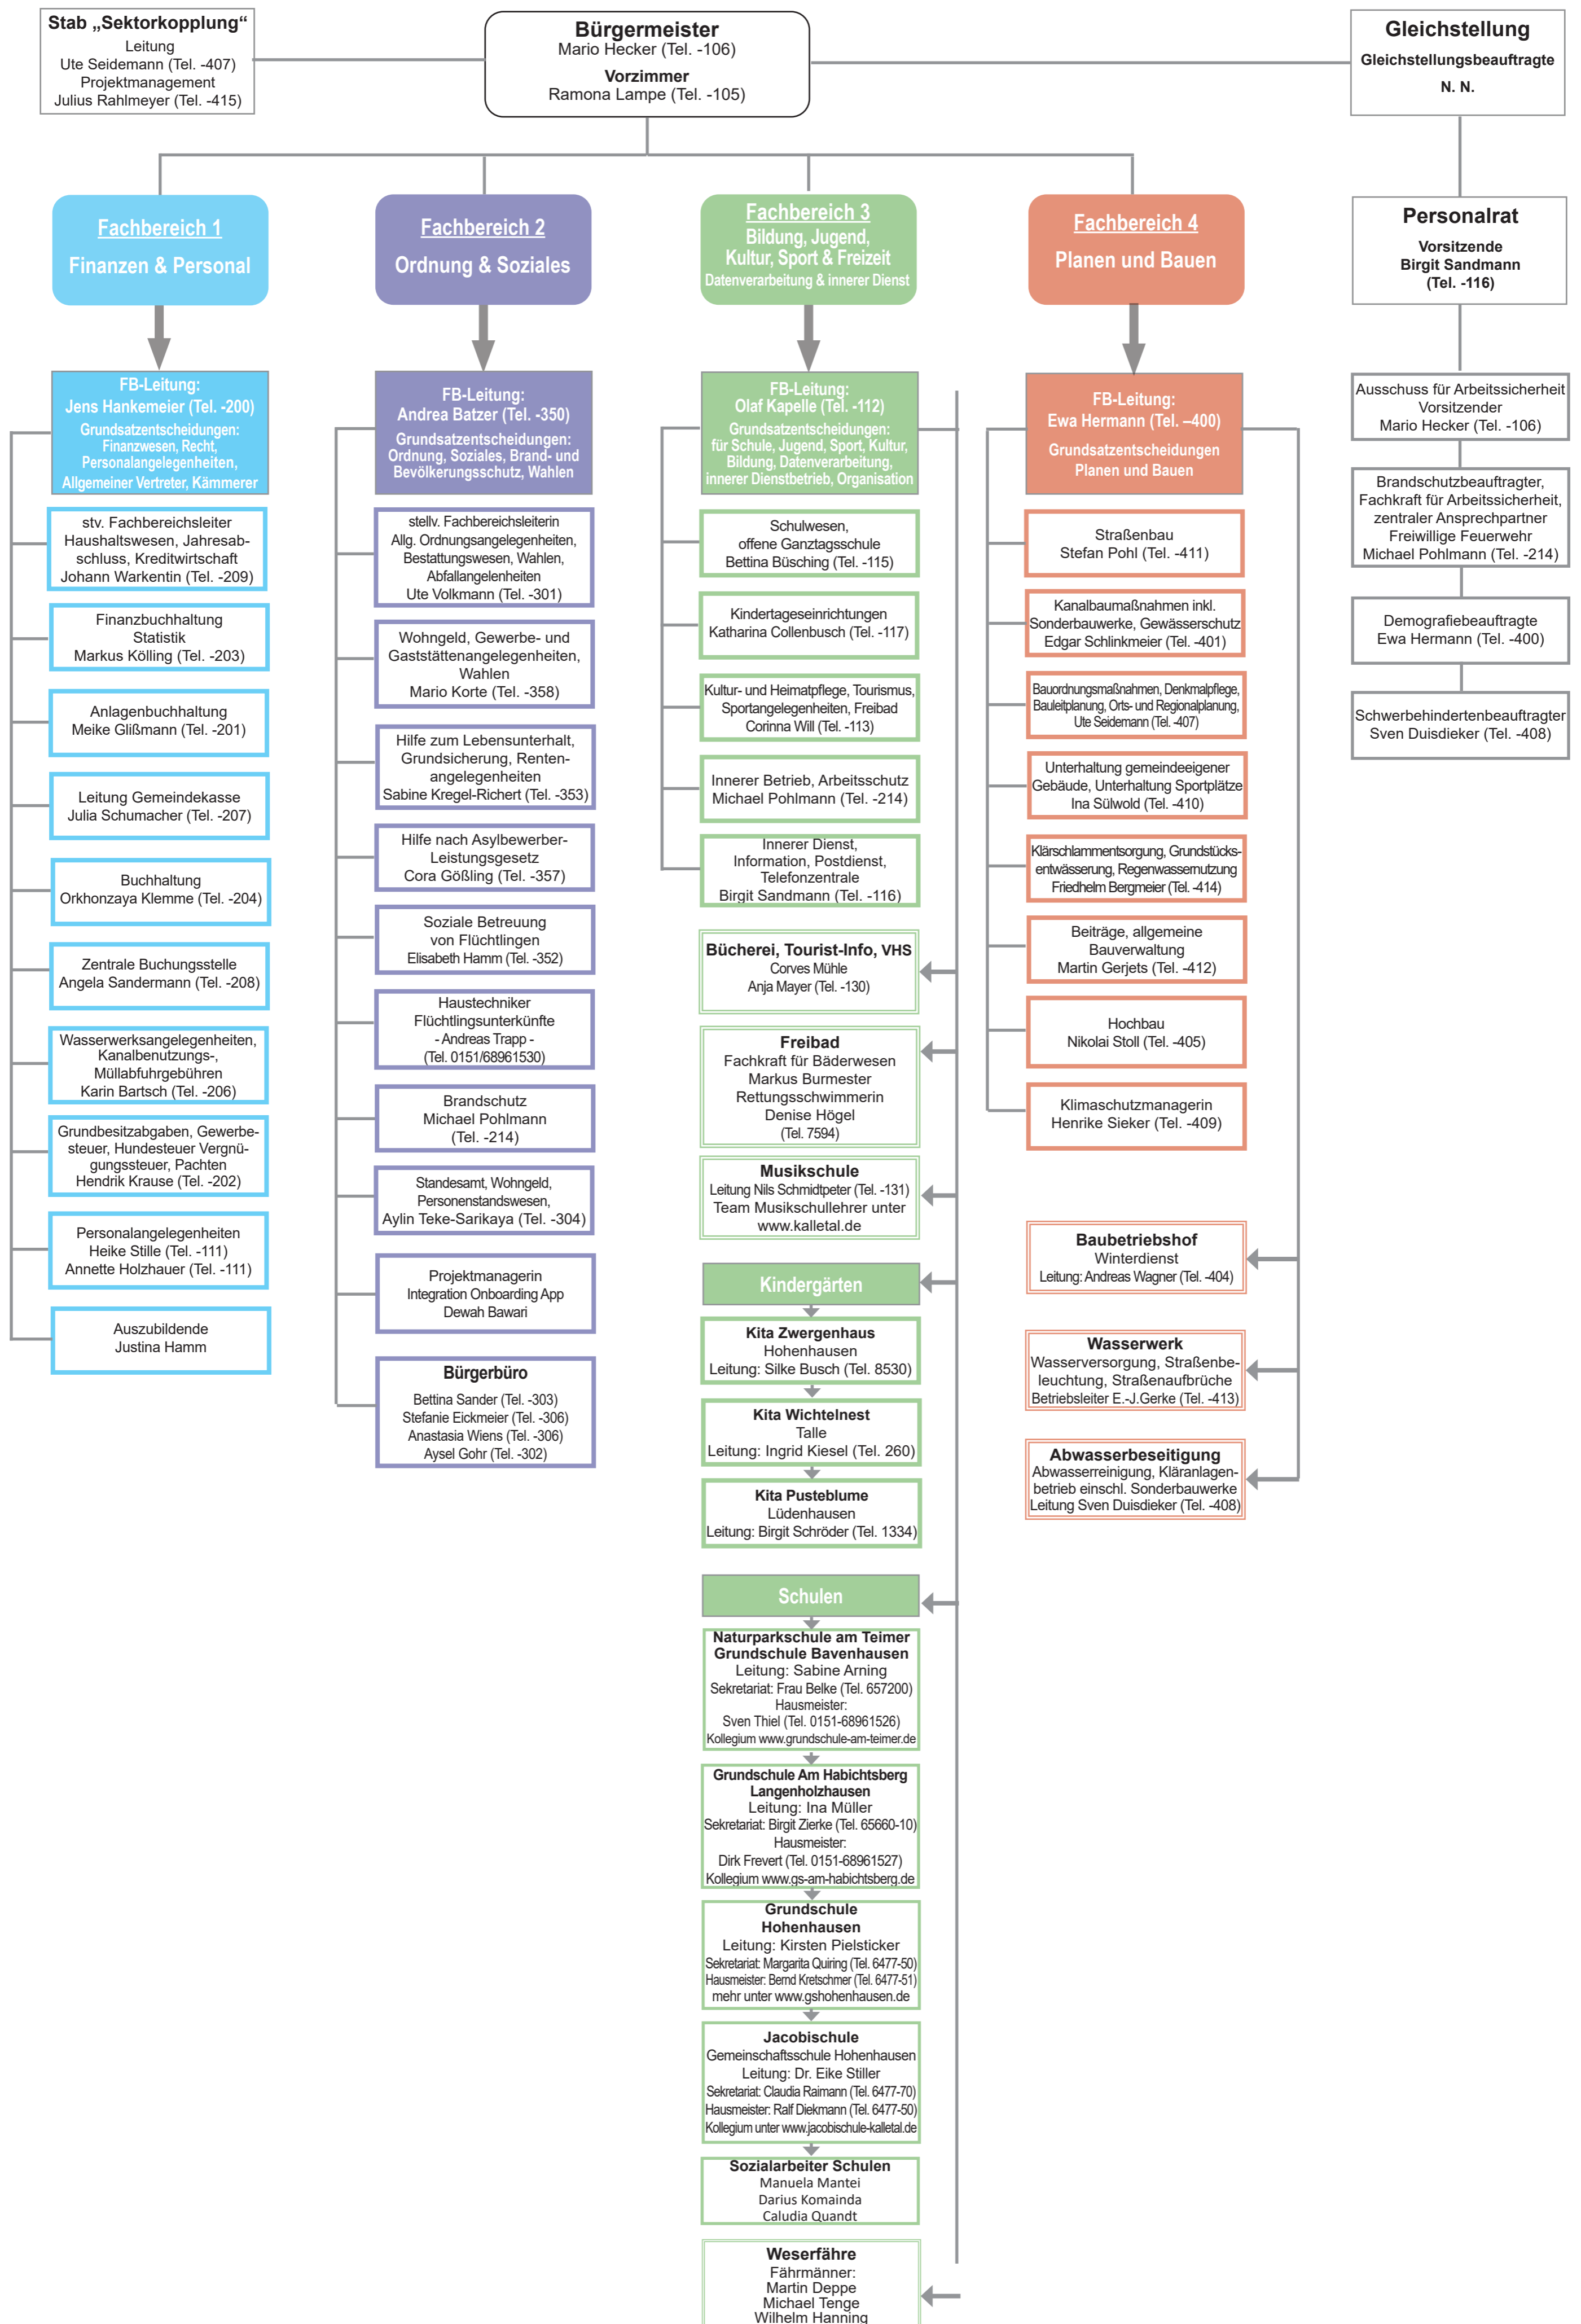 Stab „Sektorkopplung“
Leitung
Ute Seidemann (Tel. -407)
Projektmanagement
Julius Rahlmeyer (Tel. -415)
Bürgermeister
Mario Hecker (Tel. -106)
Vorzimmer
Ramona Lampe (Tel. -105)
Gleichstellung
Gleichstellungsbeauftragte
N. N.
Fachbereich 1
Finanzen & Personal
Fachbereich 2
Ordnung & Soziales
Fachbereich 3
Bildung, Jugend,
Kultur, Sport & Freizeit
Datenverarbeitung & innerer Dienst
Fachbereich 4
Planen und Bauen
Personalrat
Vorsitzende
Birgit Sandmann
(Tel. -116)
FB-Leitung:
Jens Hankemeier (Tel. -200)
Grundsatzentscheidungen:
Finanzwesen, Recht,
Personalangelegenheiten,
Allgemeiner Vertreter, Kämmerer
stv. Fachbereichsleiter
Haushaltswesen, Jahresab-
schluss, Kreditwirtschaft
Johann Warkentin (Tel. -209)
Finanzbuchhaltung
Statistik
Markus Kölling (Tel. -203)
Anlagenbuchhaltung
Meike Glißmann (Tel. -201)
Leitung Gemeindekasse
Julia Schumacher (Tel. -207)
Buchhaltung
Orkhonzaya Klemme (Tel. -204)
Zentrale Buchungsstelle
Angela Sandermann (Tel. -208)
Wasserwerksangelegenheiten,
Kanalbenutzungs-,
Müllabfuhrgebühren
Karin Bartsch (Tel. -206)
Grundbesitzabgaben, Gewerbe-
steuer, Hundesteuer Vergnü-
gungssteuer, Pachten
Hendrik Krause (Tel. -202)
Personalangelegenheiten
Heike Stille (Tel. -111)
Annette Holzhauer (Tel. -111)
Auszubildende
Justina Hamm
FB-Leitung:
Andrea Batzer (Tel. -350)
Grundsatzentscheidungen:
Ordnung, Soziales, Brand- und
Bevölkerungsschutz, Wahlen
stellv. Fachbereichsleiterin
Allg. Ordnungsangelegenheiten,
Bestattungswesen, Wahlen,
Abfallangelenheiten
Ute Volkmann (Tel. -301)
Wohngeld, Gewerbe- und
Gaststättenangelegenheiten,
Wahlen
Mario Korte (Tel. -358)
Hilfe zum Lebensunterhalt,
Grundsicherung, Renten-
angelegenheiten
Sabine Kregel-Richert (Tel. -353)
Hilfe nach Asylbewerber-
Leistungsgesetz
Cora Gößling (Tel. -357)
Soziale Betreuung
von Flüchtlingen
Elisabeth Hamm (Tel. -352)
Haustechniker
Flüchtlingsunterkünfte
- Andreas Trapp -
(Tel. 0151/68961530)
Brandschutz
Michael Pohlmann
(Tel. -214)
Standesamt, Wohngeld,
Personenstandswesen,
Aylin Teke-Sarikaya (Tel. -304)
Projektmanagerin
Integration Onboarding App
Dewah Bawari
Bürgerbüro
Bettina Sander (Tel. -303)
Stefanie Eickmeier (Tel. -306)
Anastasia Wiens (Tel. -306)
Aysel Gohr (Tel. -302)
FB-Leitung:
Olaf Kapelle (Tel. -112)
Grundsatzentscheidungen:
für Schule, Jugend, Sport, Kultur,
Bildung, Datenverarbeitung,
innerer Dienstbetrieb, Organisation
Schulwesen,
offene Ganztagsschule
Bettina Büsching (Tel. -115)
Kindertageseinrichtungen
Katharina Collenbusch (Tel. -117)
Kultur- und Heimatpflege, Tourismus,
Sportangelegenheiten, Freibad
Corinna Will (Tel. -113)
Innerer Betrieb, Arbeitsschutz
Michael Pohlmann (Tel. -214)
Innerer Dienst,
Information, Postdienst,
Telefonzentrale
Birgit Sandmann (Tel. -116)
Bücherei, Tourist-Info, VHS
Corves Mühle
Anja Mayer (Tel. -130)
Freibad
Fachkraft für Bäderwesen
Markus Burmester
Rettungsschwimmerin
Denise Högel
(Tel. 7594)
Musikschule
Leitung Nils Schmidtpeter (Tel. -131)
Team Musikschullehrer unter
www.kalletal.de
Kindergärten
Kita Zwergenhaus
Hohenhausen
Leitung: Silke Busch (Tel. 8530)
Kita Wichtelnest
Talle
Leitung: Ingrid Kiesel (Tel. 260)
Kita Pusteblume
Lüdenhausen
Leitung: Birgit Schröder (Tel. 1334)
Schulen
Naturparkschule am Teimer
Grundschule Bavenhausen
Leitung: Sabine Arning
Sekretariat: Frau Belke (Tel. 657200)
Hausmeister:
Sven Thiel (Tel. 0151-68961526)
Kollegium www.grundschule-am-teimer.de
Grundschule Am Habichtsberg
Langenholzhausen
Leitung: Ina Müller
Sekretariat: Birgit Zierke (Tel. 65660-10)
Hausmeister:
Dirk Frevert (Tel. 0151-68961527)
Kollegium www.gs-am-habichtsberg.de
Grundschule
Hohenhausen
Leitung: Kirsten Pielsticker
Sekretariat: Margarita Quiring (Tel. 6477-50)
Hausmeister: Bernd Kretschmer (Tel. 6477-51)
mehr unter www.gshohenhausen.de
Jacobischule
Gemeinschaftsschule Hohenhausen
Leitung: Dr. Eike Stiller
Sekretariat: Claudia Raimann (Tel. 6477-70)
Hausmeister: Ralf Diekmann (Tel. 6477-50)
Kollegium unter www.jacobischule-kalletal.de
Sozialarbeiter Schulen
Manuela Mantei
Darius Komainda
Caludia Quandt
Weserfähre
Fährmänner:
Martin Deppe
Michael Tenge
Wilhelm Hanning
FB-Leitung:
Ewa Hermann (Tel. –400)
Grundsatzentscheidungen
Planen und Bauen
Straßenbau
Stefan Pohl (Tel. -411)
Kanalbaumaßnahmen inkl.
Sonderbauwerke, Gewässerschutz
Edgar Schlinkmeier (Tel. -401)
Bauordnungsmaßnahmen, Denkmalpflege,
Bauleitplanung, Orts- und Regionalplanung,
Ute Seidemann (Tel. -407)
Unterhaltung gemeindeeigener
Gebäude, Unterhaltung Sportplätze
Ina Sülwold (Tel. -410)
Klärschlammentsorgung, Grundstücks-
entwässerung, Regenwassernutzung
Friedhelm Bergmeier (Tel. -414)
Beiträge, allgemeine
Bauverwaltung
Martin Gerjets (Tel. -412)
Hochbau
Nikolai Stoll (Tel. -405)
Klimaschutzmanagerin
Henrike Sieker (Tel. -409)
Baubetriebshof
Winterdienst
Leitung: Andreas Wagner (Tel. -404)
Wasserwerk
Wasserversorgung, Straßenbe-
leuchtung, Straßenaufbrüche
Betriebsleiter E.-J.Gerke (Tel. -413)
Abwasserbeseitigung
Abwasserreinigung, Kläranlagen-
betrieb einschl. Sonderbauwerke
Leitung Sven Duisdieker (Tel. -408)
Ausschuss für Arbeitssicherheit
Vorsitzender
Mario Hecker (Tel. -106)
Brandschutzbeauftragter,
Fachkraft für Arbeitssicherheit,
zentraler Ansprechpartner
Freiwillige Feuerwehr
Michael Pohlmann (Tel. -214)
Demografiebeauftragte
Ewa Hermann (Tel. -400)
Schwerbehindertenbeauftragter
Sven Duisdieker (Tel. -408)